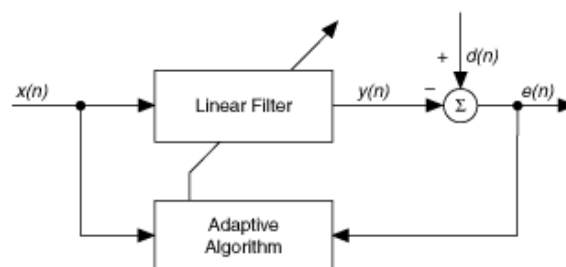 +
d(n)
x(n)
Linear Filter
y(n)
−
Σ
e(n)
Adaptive
Algorithm